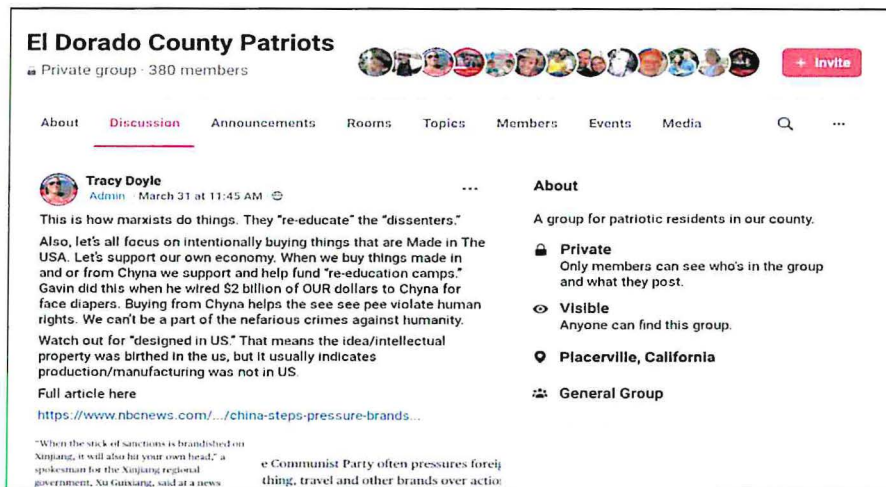 El Dorado County Patriots
Private group · 380 members
+ Invite
About Discussion Announcements Rooms Topics Members Events Media
...
Tracy Doyle
Admin · March 31 at 11:45 AM ·
...
This is how marxists do things. They "re-educate" the "dissenters."
Also, let's all focus on intentionally buying things that are Made in The
USA. Let's support our own economy. When we buy things made
in and or from Chyna we support and help fund "re-education camps."
Gavin did this when he wired $2 billion of OUR dollars to Chyna for
face diapers. Buying from Chyna helps the see see pee violate human
rights. We can't be a part of the nefarious crimes against humanity.
Watch out for "designed in US." That means the idea/intellectual
property was birthed in the us, but it usually indicates
production/manufacturing was not in US.
Full article here
https://www.nbcnews.com/.../china-steps-pressure-brands...
"When the stick of sanctions is brandished on
Xinjiang, it will also hit your own head," a
spokesman for the Xinjiang regional
government, Xu Guixiang, said at a news
e Communist Party often pressures foreig
thing, travel and other brands over actio
About
A group for patriotic residents in our county.
Private
Only members can see who's in the group
and what they post.
Visible
Anyone can find this group.
Placerville, California
General Group